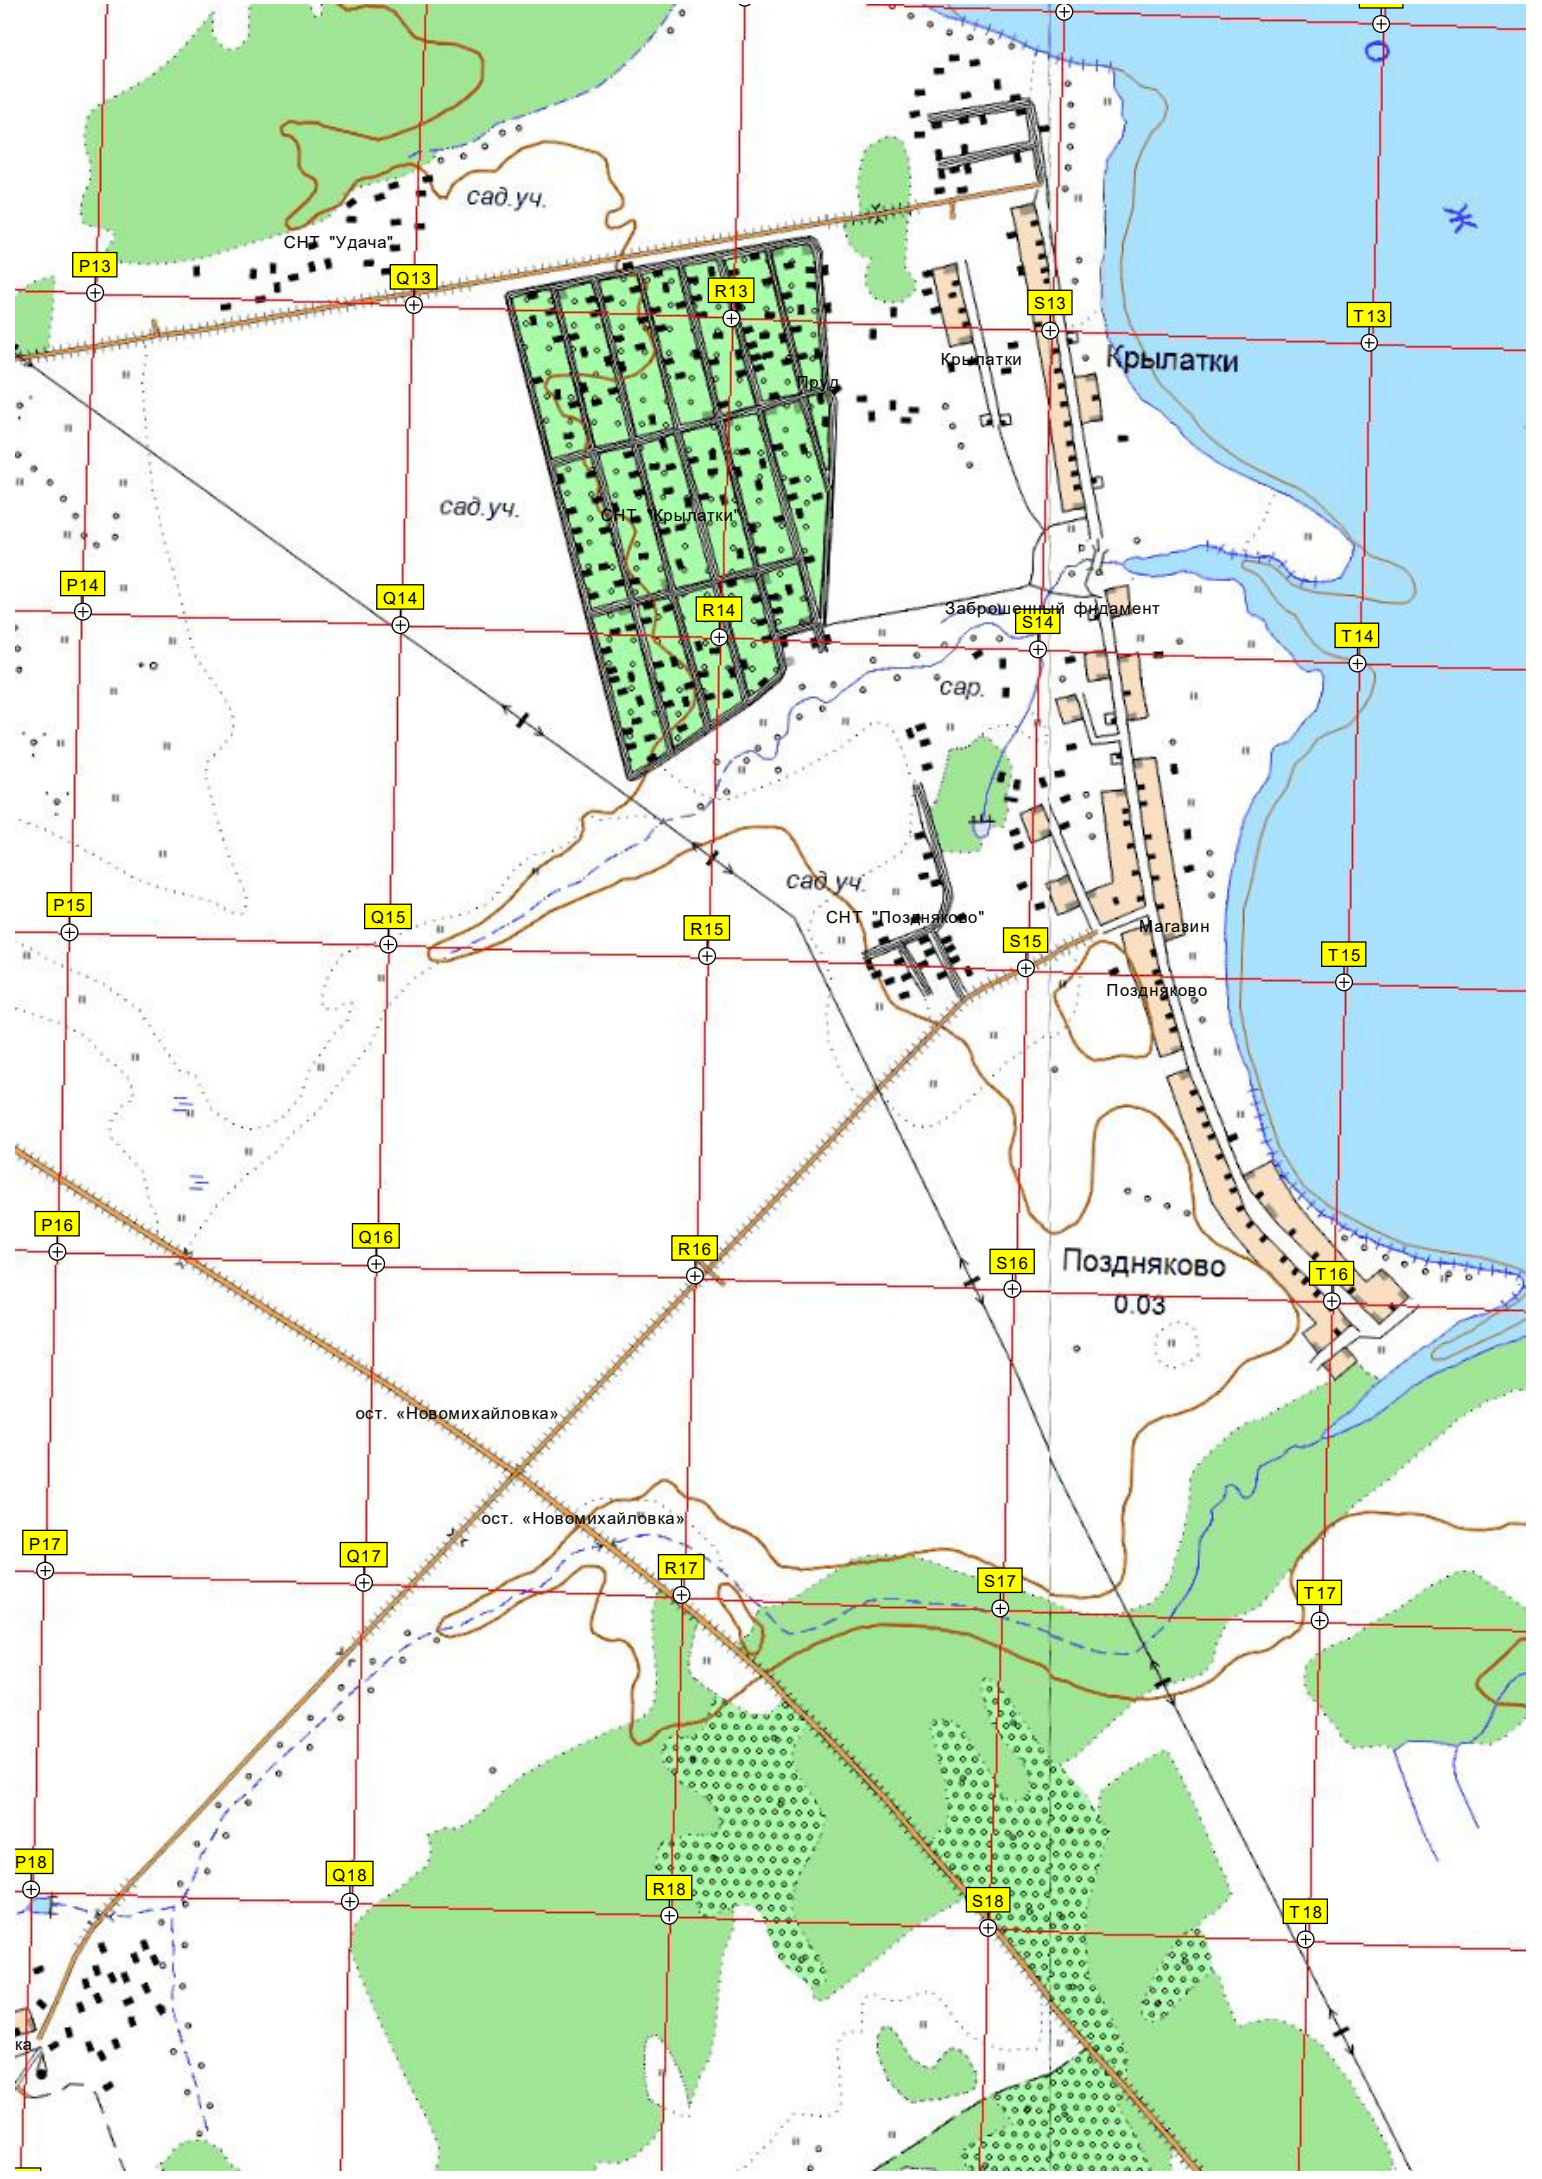 сад.уч.
СНТ "Удача"
P13
Q13
R13
S13
T13
Крылатки
Крылатки
Пруд
сад.уч.
СНТ "Крылатки"
P14
Q14
R14
Заброшенный фндамент
S14
T14
сар.
сад.уч.
P15
Q15
R15
СНТ "Поздняково"
S15
Магазин
T15
Поздняково
P16
Q16
R16
S16
Поздняково
T16
0.03
ост. «Новомихайловка»
ост. «Новомихайловка»
P17
Q17
R17
S17
T17
P18
Q18
R18
S18
T18
ка